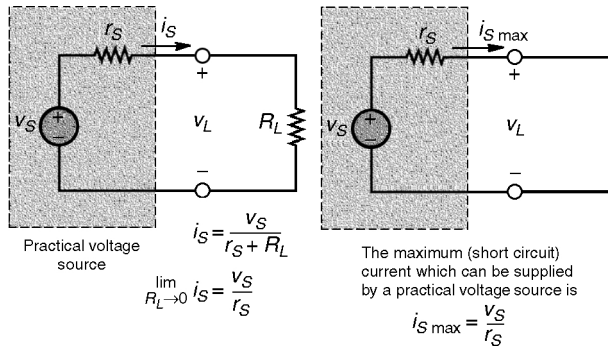 r_S
i_S
+
v_S
+
−
v_L
R_L
−
Practical voltage
source
i_S = v_S / (r_S + R_L)
lim R_L→0 i_S = v_S / r_S
r_S
i_S max
+
v_S
+
−
v_L
−
The maximum (short circuit)
current which can be supplied
by a practical voltage source is
i_S max = v_S / r_S